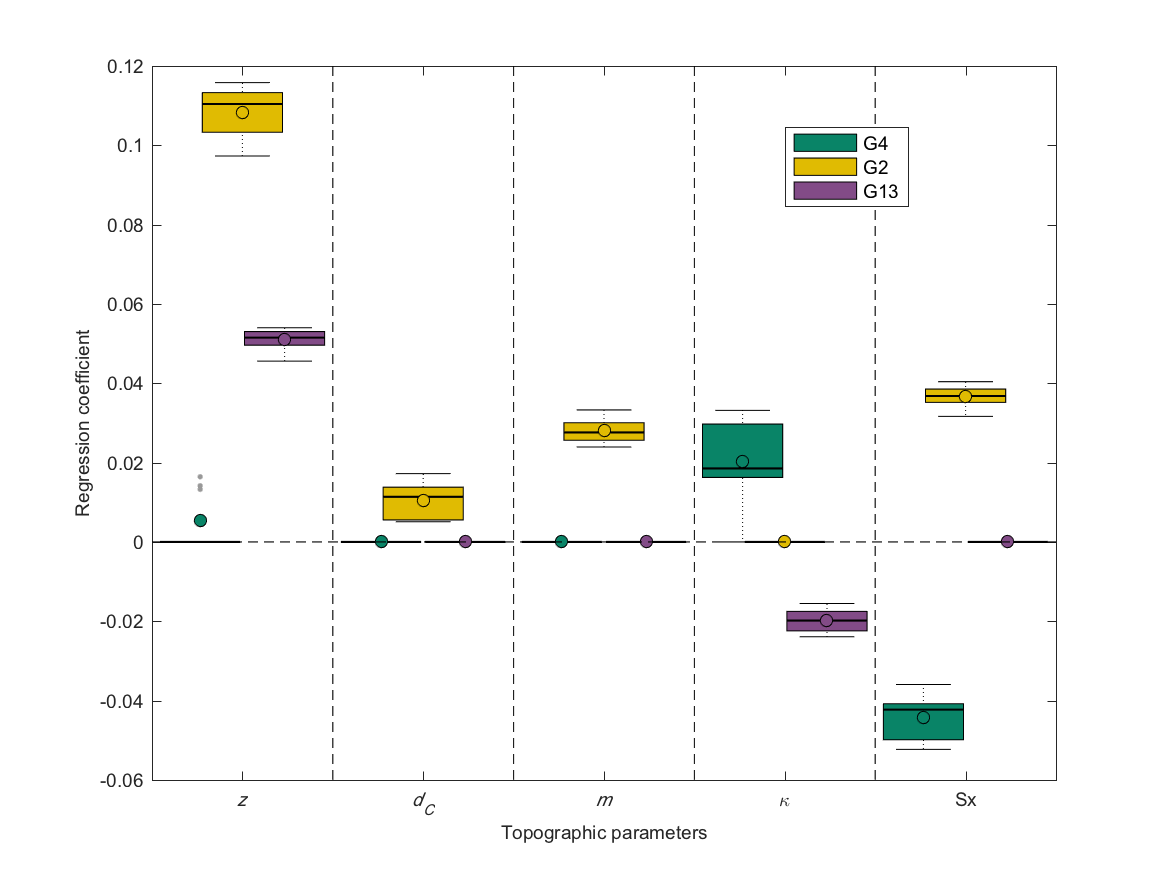 0.12
0.1
0.08
0.06
0.04
0.02
0
-0.02
-0.04
-0.06
Regression coefficient
G4
G2
G13
z d_C m κ Sx
Topographic parameters